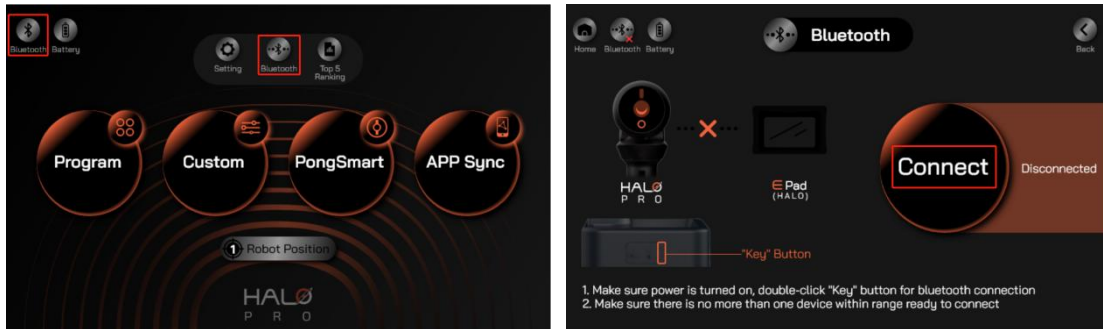 Bluetooth Battery
Setting Bluetooth Top 5 Ranking
Program Custom PongSmart APP Sync
1 Robot Position
HALO
PRO
Bluetooth
Home Bluetooth Battery
Back
HALO
PRO
E Pad
(HALO)
Connect
Disconnected
"Key" Button
1. Make sure power is turned on, double-click "Key" button for bluetooth connection
2. Make sure there is no more than one device within range ready to connect